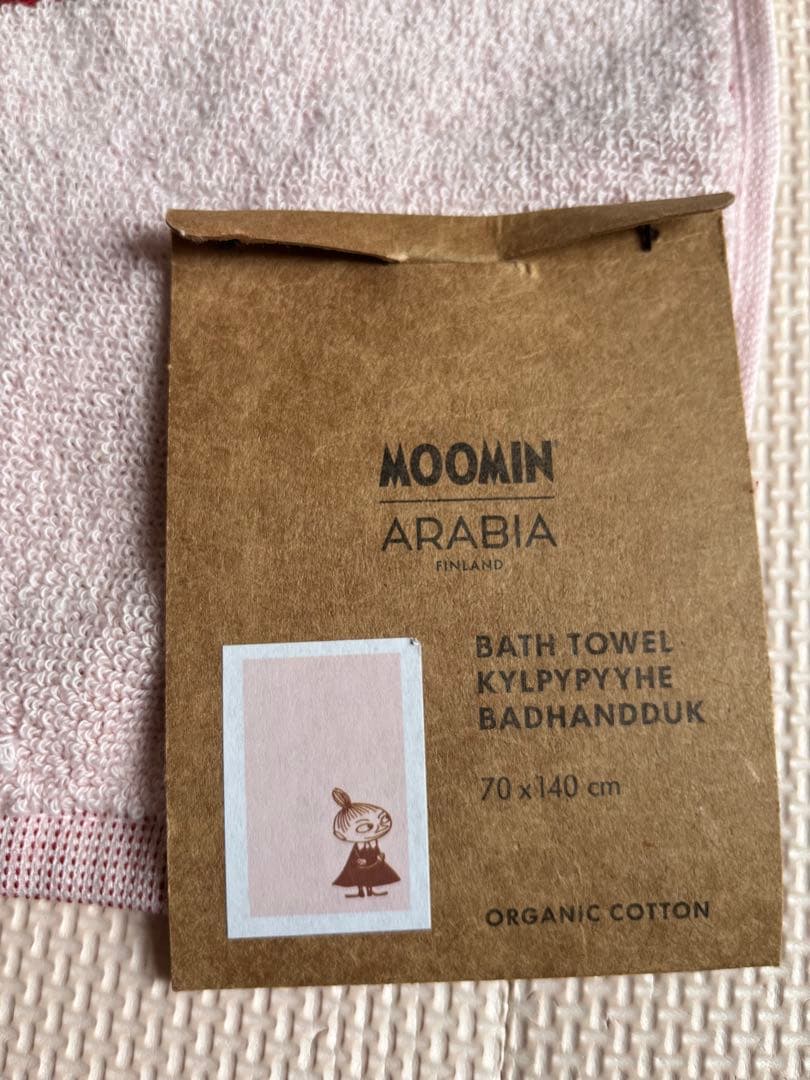 MOOMIN
ARABIA
FINLAND
BATH TOWEL
KYLPYPYYHE
BADHANDDUK
70 x 140 cm
ORGANIC COTTON